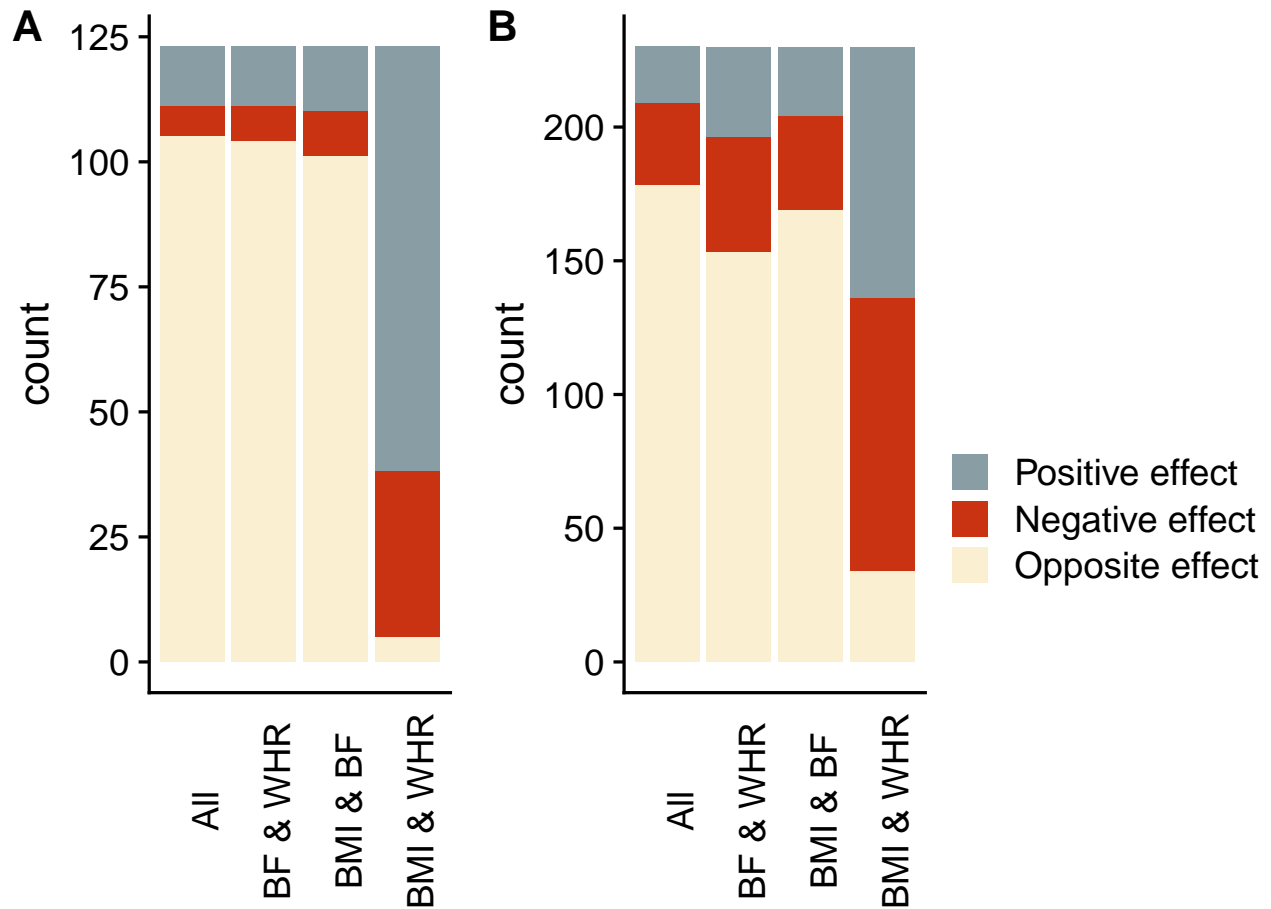 A
125
100
75
50
25
0
count
All
BF & WHR
BMI & BF
BMI & WHR
B
200
150
100
50
0
count
All
BF & WHR
BMI & BF
BMI & WHR
Positive effect
Negative effect
Opposite effect